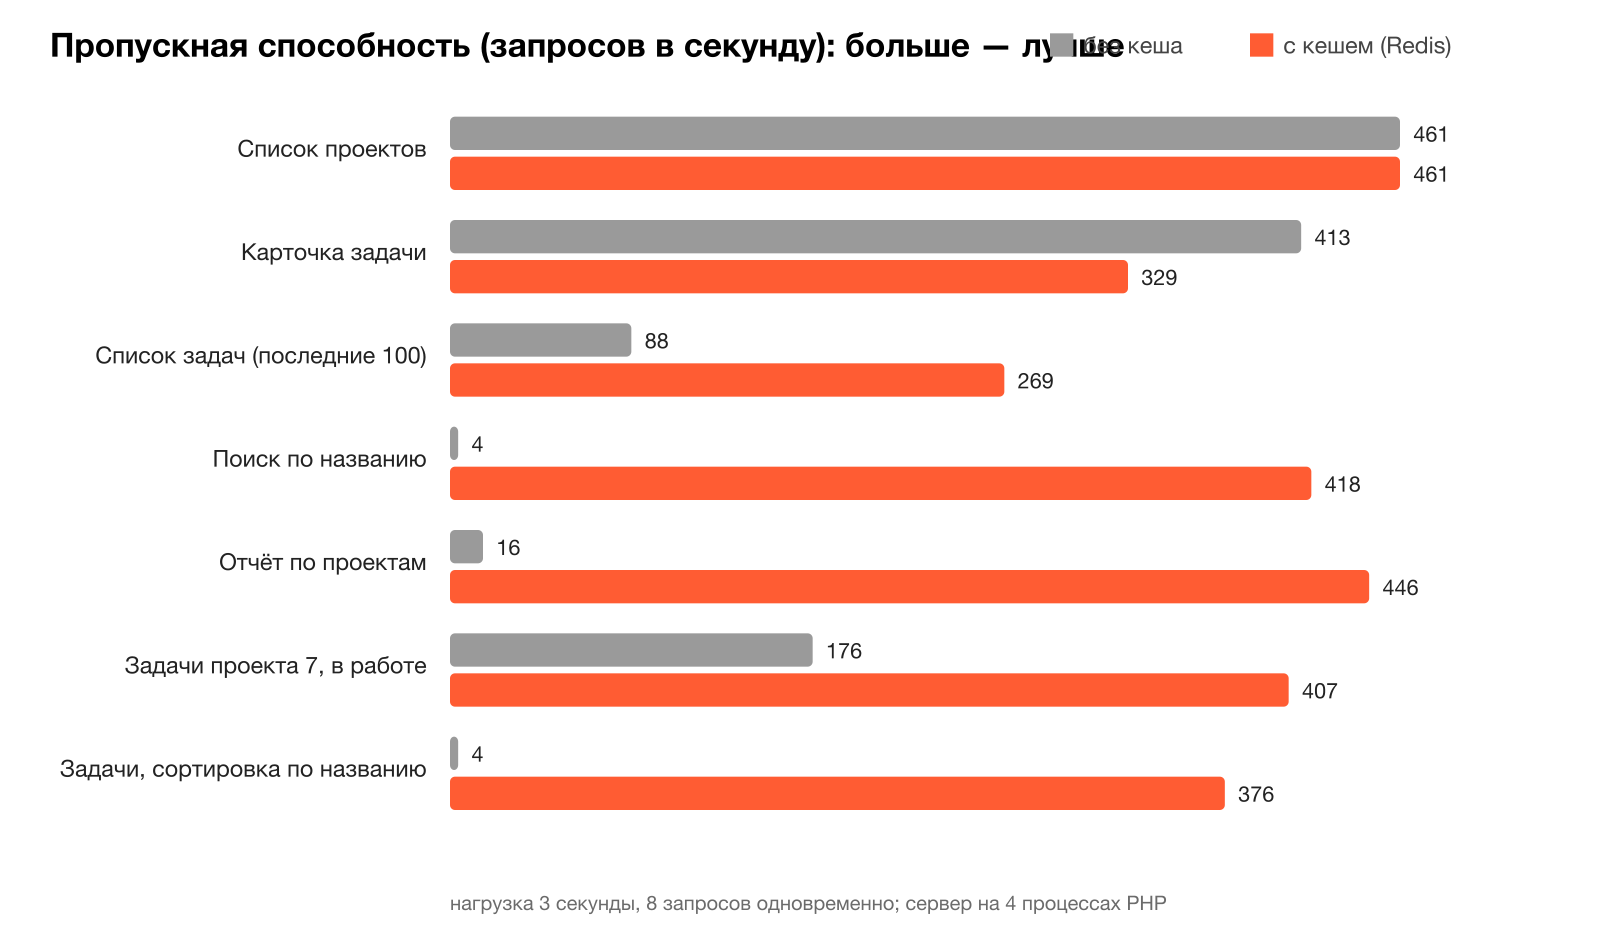 Пропускная способность (запросов в секунду): больше — лучше
без кеша
с кешем (Redis)
Список проектов
461
461
Карточка задачи
413
329
Список задач (последние 100)
88
269
Поиск по названию
4
418
Отчёт по проектам
16
446
Задачи проекта 7, в работе
176
407
Задачи, сортировка по названию
4
376
нагрузка 3 секунды, 8 запросов одновременно; сервер на 4 процессах PHP